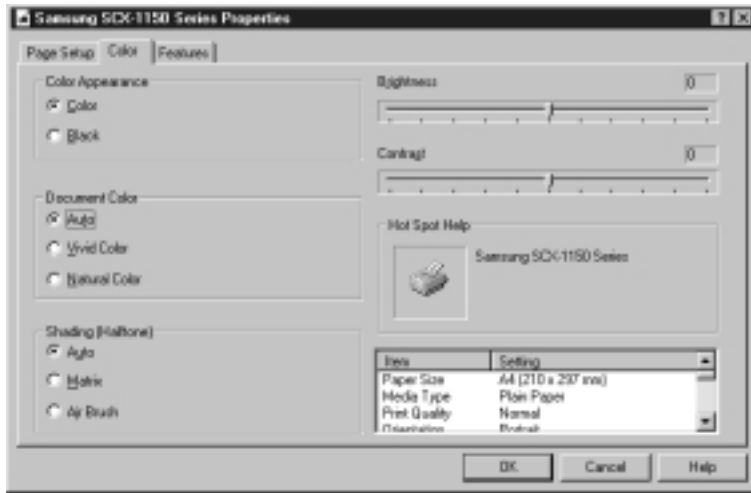 Samsung SCX-1150 Series Properties
Page Setup Color Features
Color Appearance
Color
Black
Document Color
Auto
Vivid Color
Natural Color
Shading (Halftone)
Auto
Matrix
Air Brush
Brightness 0
Contrast 0
Hot Spot Help
Samsung SCX-1150 Series
Item Setting
Paper Size A4 (210 x 297 mm)
Media Type Plain Paper
Print Quality Normal
Orientation Portrait
OK Cancel Help